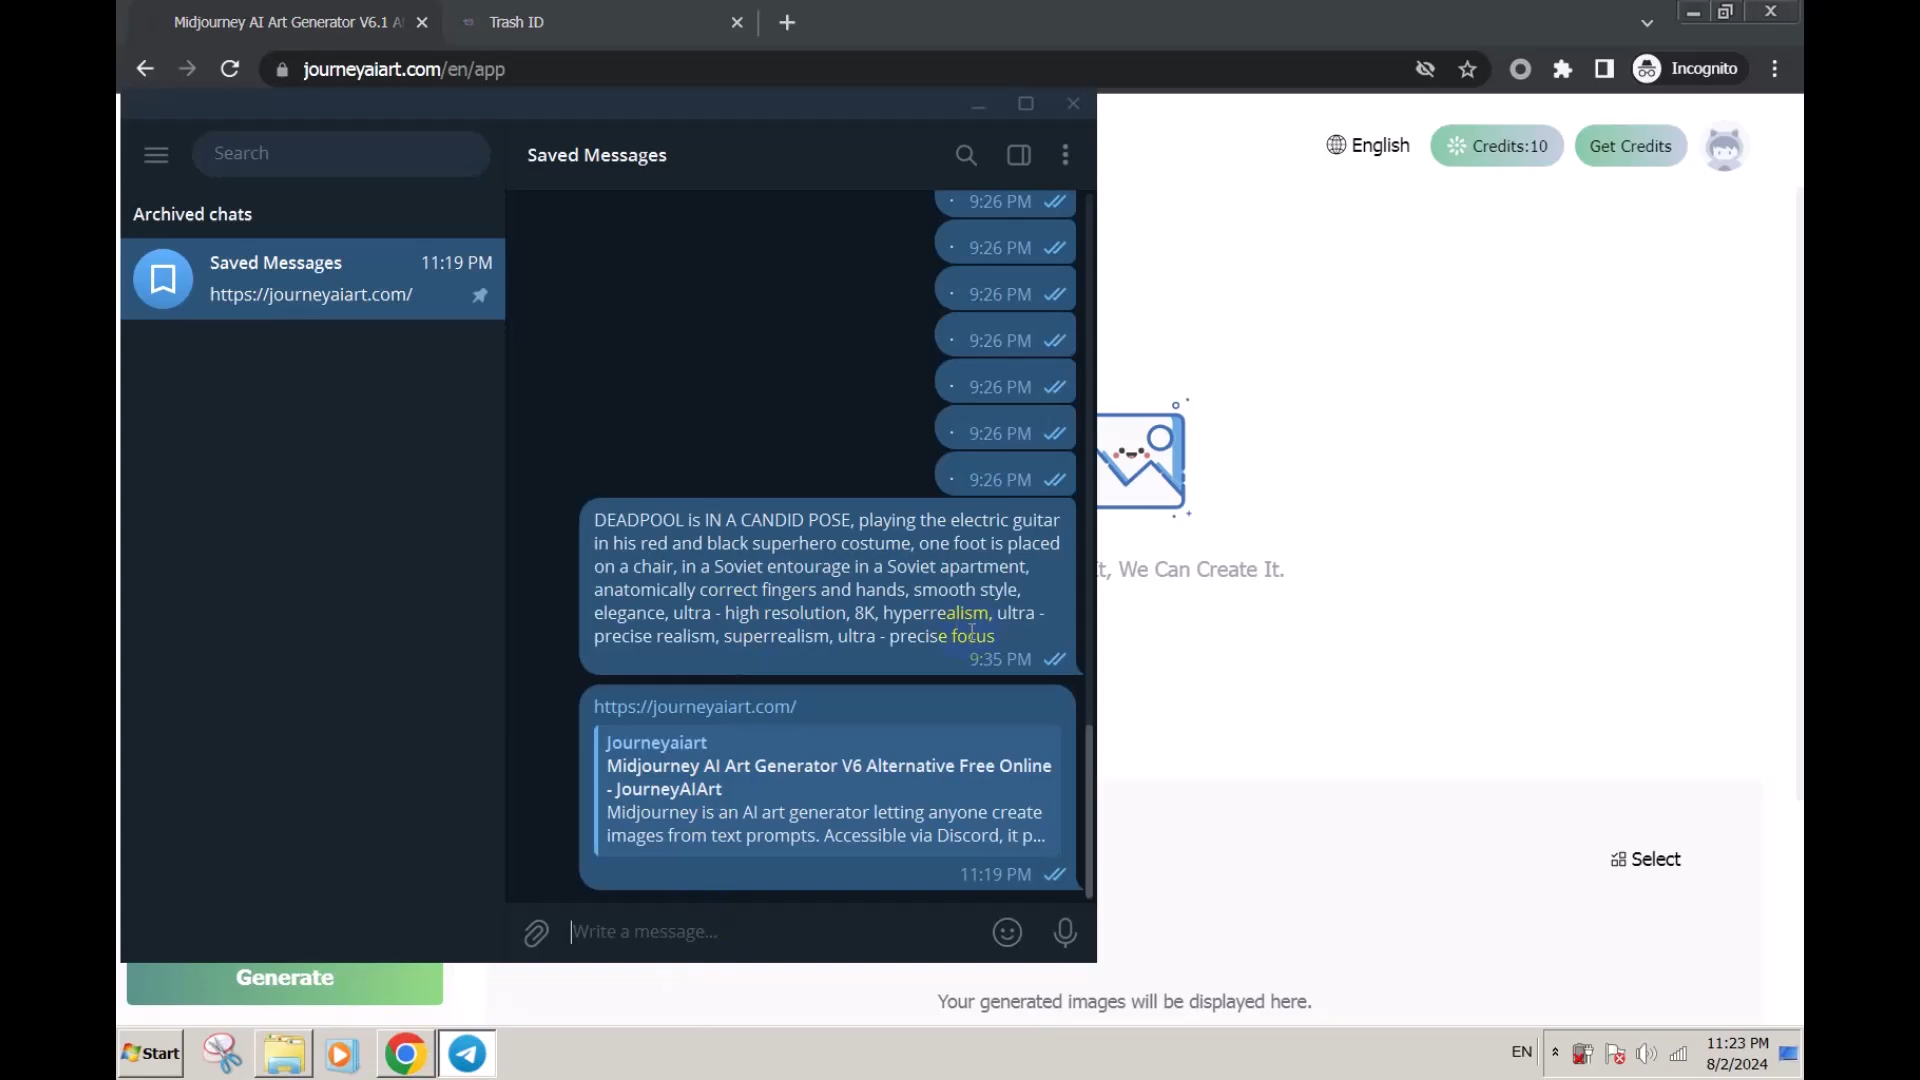 Midjourney AI Art Generator V6.1 A
Trash ID
journeyaiart.com/en/app
Incognito
Search
Saved Messages
English
Credits:10
Get Credits
Archived chats
Saved Messages 11:19 PM
https://journeyaiart.com/
· 9:26 PM
· 9:26 PM
· 9:26 PM
· 9:26 PM
· 9:26 PM
· 9:26 PM
· 9:26 PM
DEADPOOL is IN A CANDID POSE, playing the electric guitar
in his red and black superhero costume, one foot is placed
on a chair, in a Soviet entourage in a Soviet apartment,
anatomically correct fingers and hands, smooth style,
elegance, ultra - high resolution, 8K, hyperrealism, ultra -
precise realism, superrealism, ultra - precise focus
9:35 PM
https://journeyaiart.com/
Journeyaiart
Midjourney AI Art Generator V6 Alternative Free Online
- JourneyAIArt
Midjourney is an AI art generator letting anyone create
images from text prompts. Accessible via Discord, it p...
11:19 PM
Write a message...
t, We Can Create It.
Select
Generate
Your generated images will be displayed here.
Start
EN
11:23 PM
8/2/2024